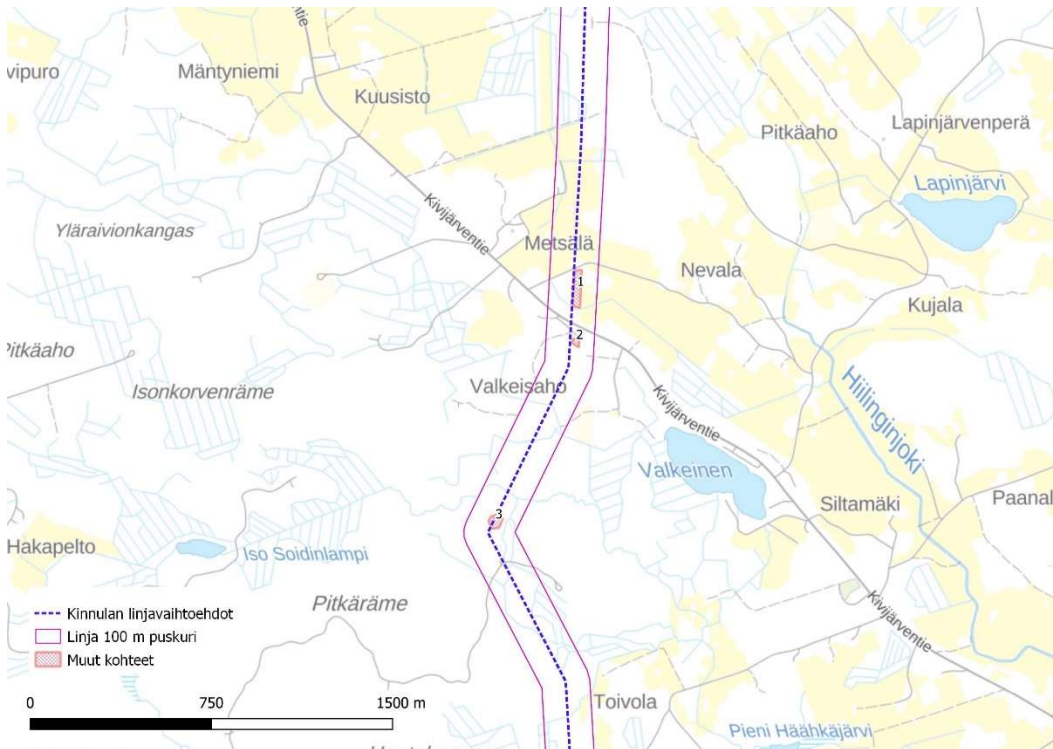 tie
vipuro
Mäntyniemi
Kuusisto
Pitkäaho
Lapinjärvenperä
Lapinjärvi
Kivijärventie
Yläraivionkangas
Metsälä
Nevala
1
Kujala
2
Pitkäaho
Isonkorvenräme
Valkeisaho
Kivijärventie
Hiilinginjoki
Valkeinen
Siltamäki
Paanal
3
Hakapelto
Iso Soidinlampi
Pitkäräme
Kivijärventie
Kinnulan linjavaihtoehdot
Linja 100 m puskuri
Muut kohteet
0 750 1500 m
Toivola
Pieni Häähkäjärvi